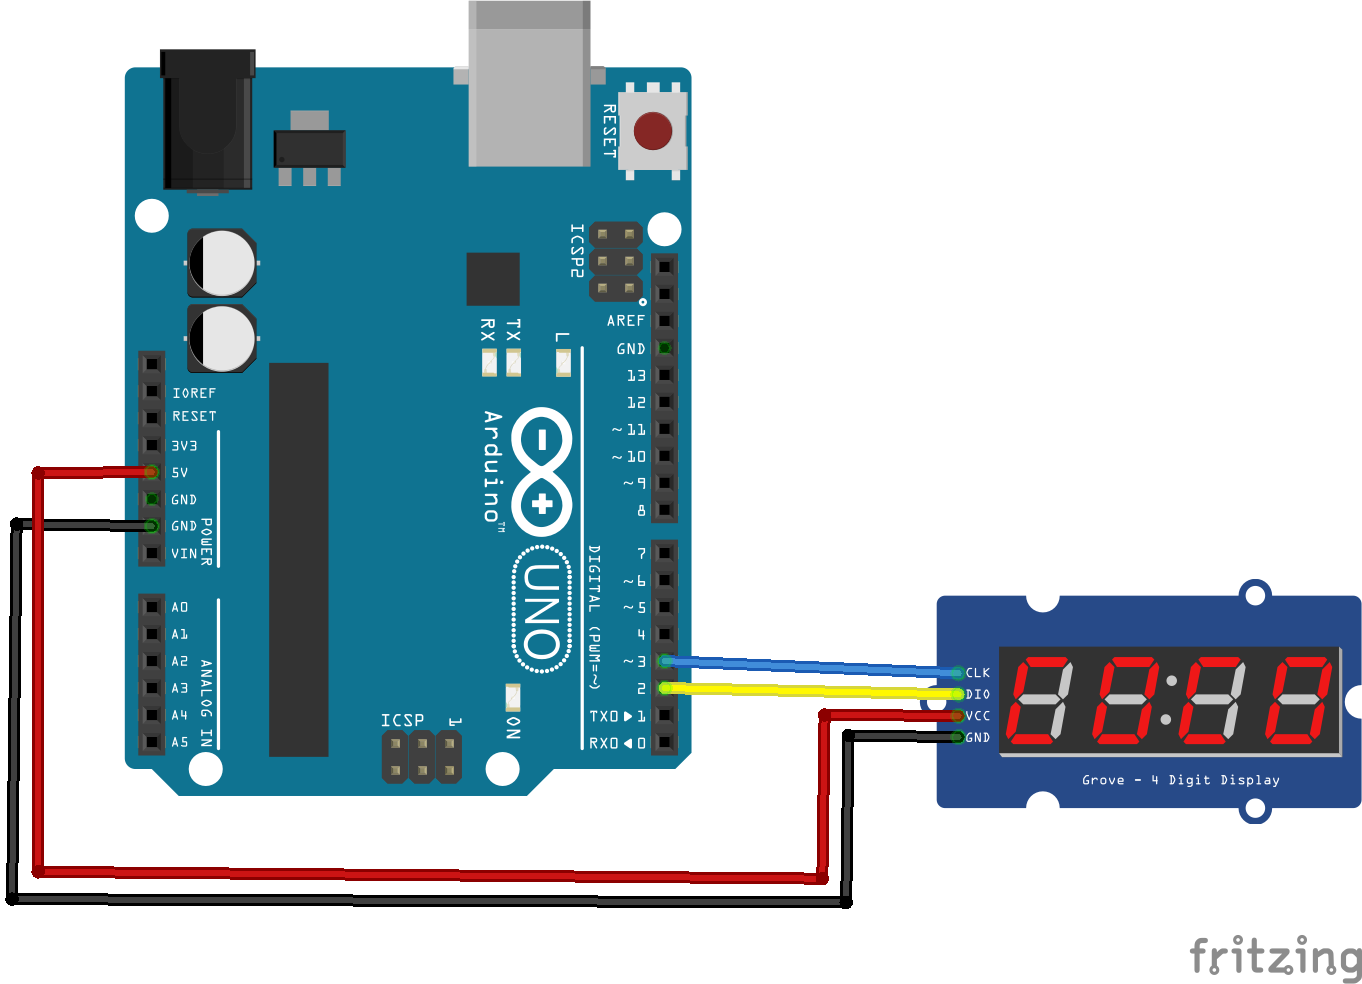 RESET
ICSP2
AREF
GND
13
12
~11
~10
~9
8
RX
TX
L
IOREF
RESET
3V3
5V
GND
GND
VIN
POWER
Arduino™
UNO
DIGITAL (PWM=~)
7
~6
~5
4
~3
2
TX0▶1
RX0◀0
A0
A1
A2
A3
A4
A5
ANALOG IN
ICSP
1
ON
CLK
DIO
VCC
GND
Grove - 4 Digit Display
fritzing